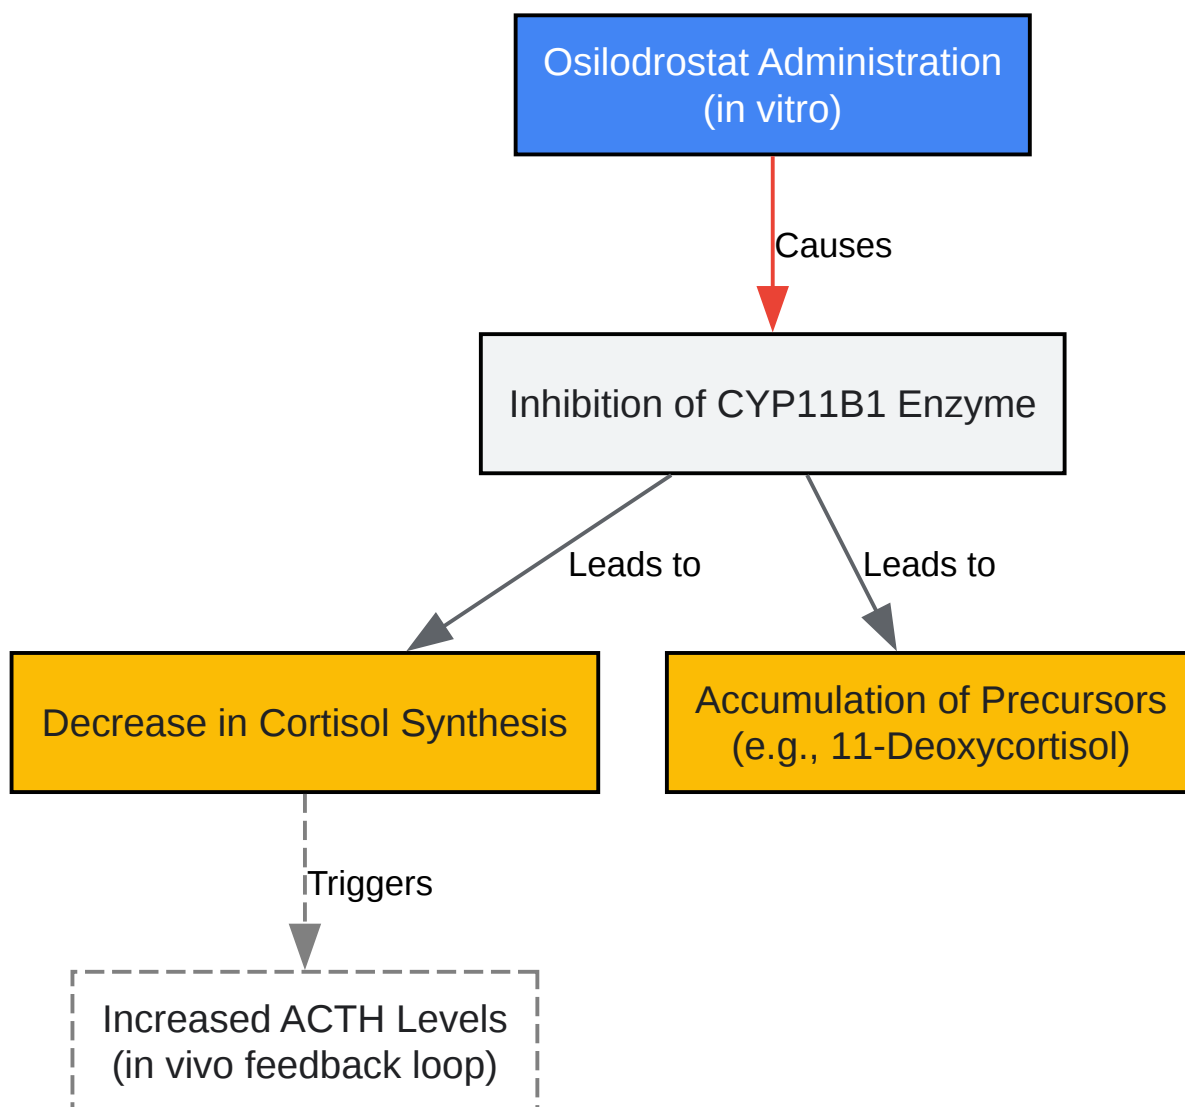 Osilodrostat Administration
(in vitro)
Causes
Inhibition of CYP11B1 Enzyme
Leads to
Leads to
Decrease in Cortisol Synthesis
Accumulation of Precursors
(e.g., 11-Deoxycortisol)
Triggers
Increased ACTH Levels
(in vivo feedback loop)